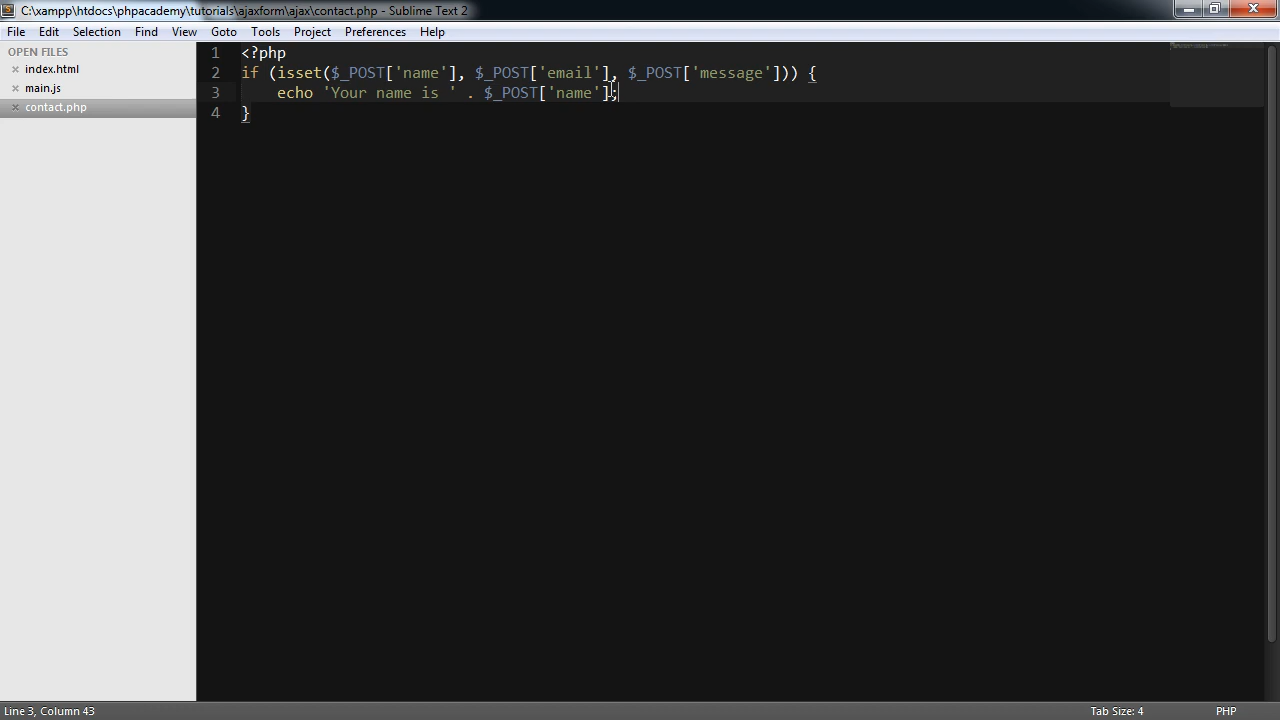 C:\xampp\htdocs\phpacademy\tutorials\ajaxform\ajax\contact.php - Sublime Text 2
File Edit Selection Find View Goto Tools Project Preferences Help
OPEN FILES
index.html
main.js
contact.php
1 <?php
2 if (isset($_POST['name'], $_POST['email'], $_POST['message'])) {
3     echo 'Your name is ' . $_POST['name'];
4 }
Line 3, Column 43
Tab Size: 4
PHP